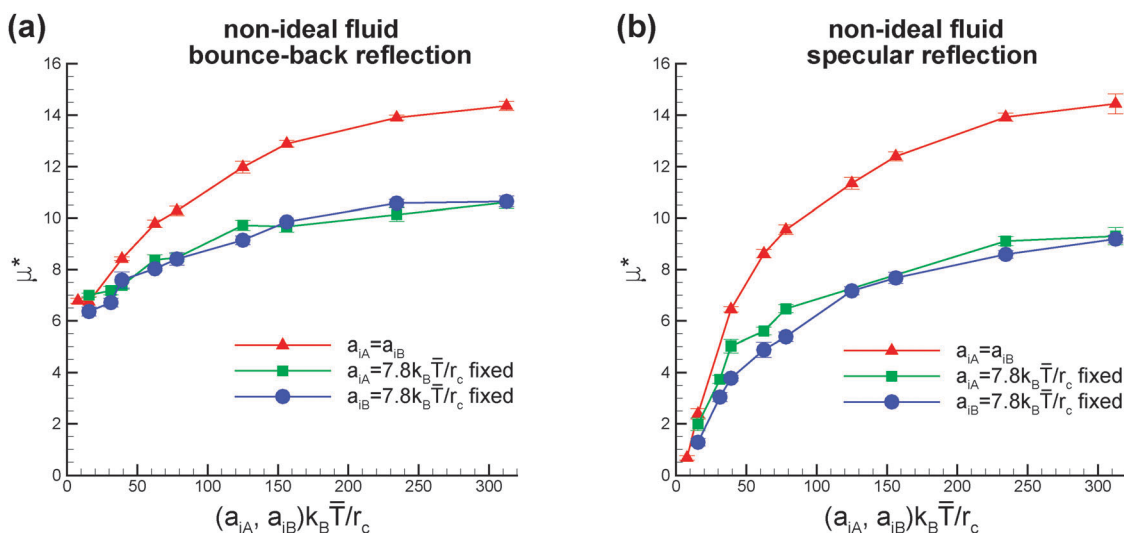 (a)
non-ideal fluid
bounce-back reflection
16
14
12
10
8
6
4
2
0
μ*
a_iA=a_iB
a_iA=7.8k_BT̅/r_c fixed
a_iB=7.8k_BT̅/r_c fixed
0 50 100 150 200 250 300
(a_iA, a_iB)k_BT̅/r_c
(b)
non-ideal fluid
specular reflection
16
14
12
10
8
6
4
2
0
μ*
a_iA=a_iB
a_iA=7.8k_BT̅/r_c fixed
a_iB=7.8k_BT̅/r_c fixed
0 50 100 150 200 250 300
(a_iA, a_iB)k_BT̅/r_c